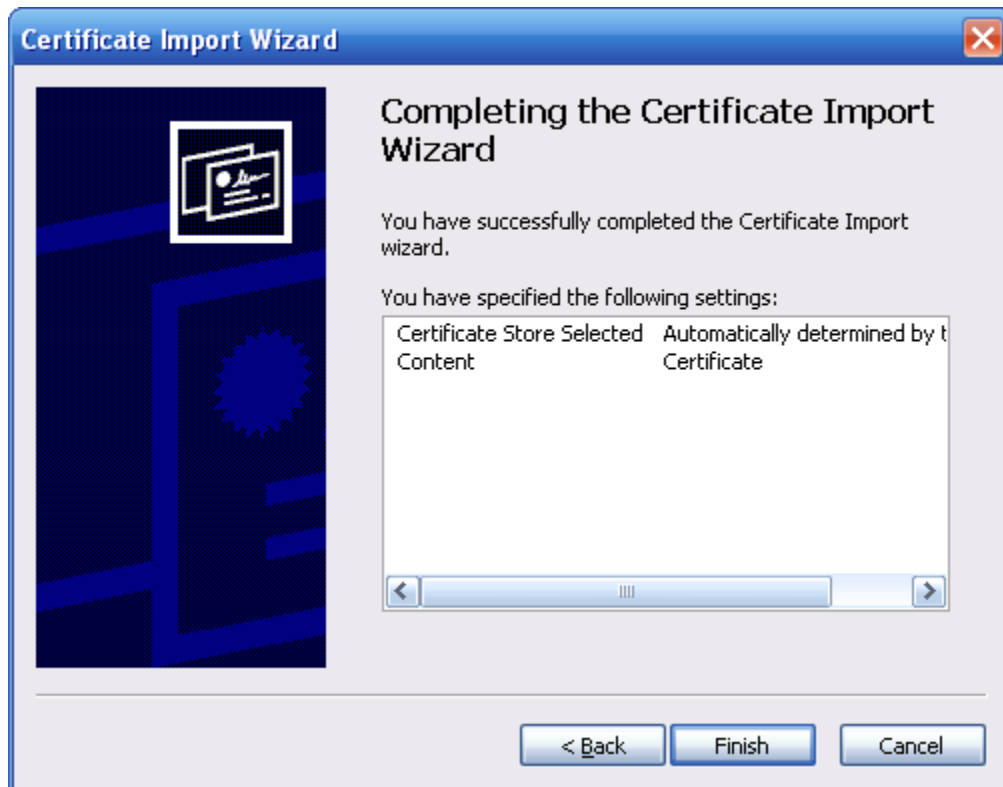 Certificate Import Wizard
Completing the Certificate Import
Wizard
You have successfully completed the Certificate Import
wizard.
You have specified the following settings:
Certificate Store Selected Automatically determined by t
Content Certificate
< Back Finish Cancel